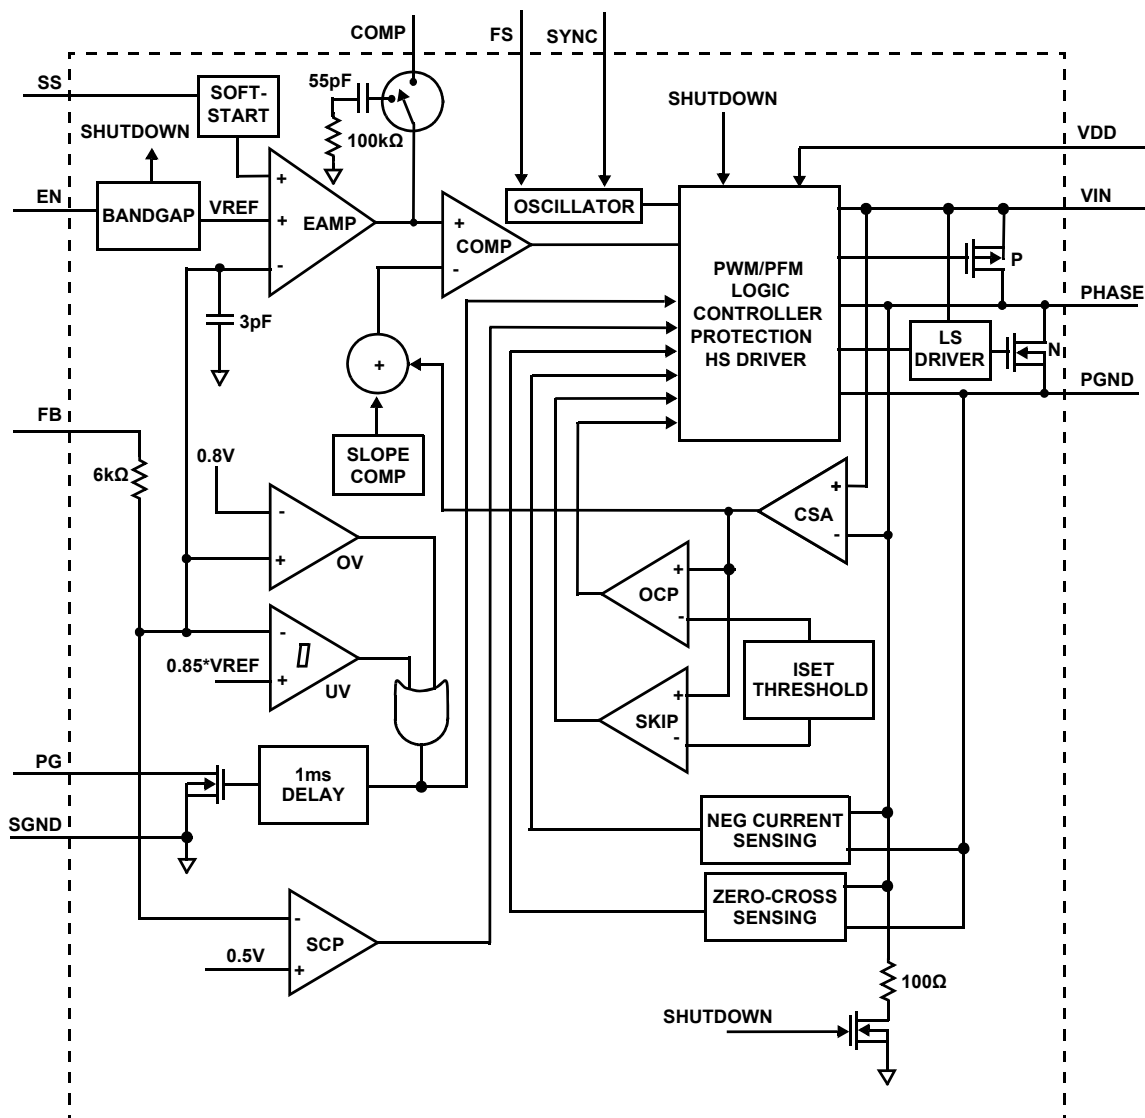 COMP
FS
SYNC
SS
SOFT-
START
55pF
100kΩ
SHUTDOWN
SHUTDOWN
VDD
EN
BANDGAP
VREF
+
+
-
EAMP
+
-
COMP
OSCILLATOR
VIN
P
PWM/PFM
LOGIC
CONTROLLER
PROTECTION
HS DRIVER
PHASE
LS
DRIVER
N
PGND
3pF
+
SLOPE
COMP
FB
6kΩ
0.8V
-
+
OV
+
-
CSA
+
-
OCP
-
+
UV
0.85*VREF
ISET
THRESHOLD
+
-
SKIP
PG
1ms
DELAY
SGND
NEG CURRENT
SENSING
ZERO-CROSS
SENSING
-
+
SCP
0.5V
100Ω
SHUTDOWN